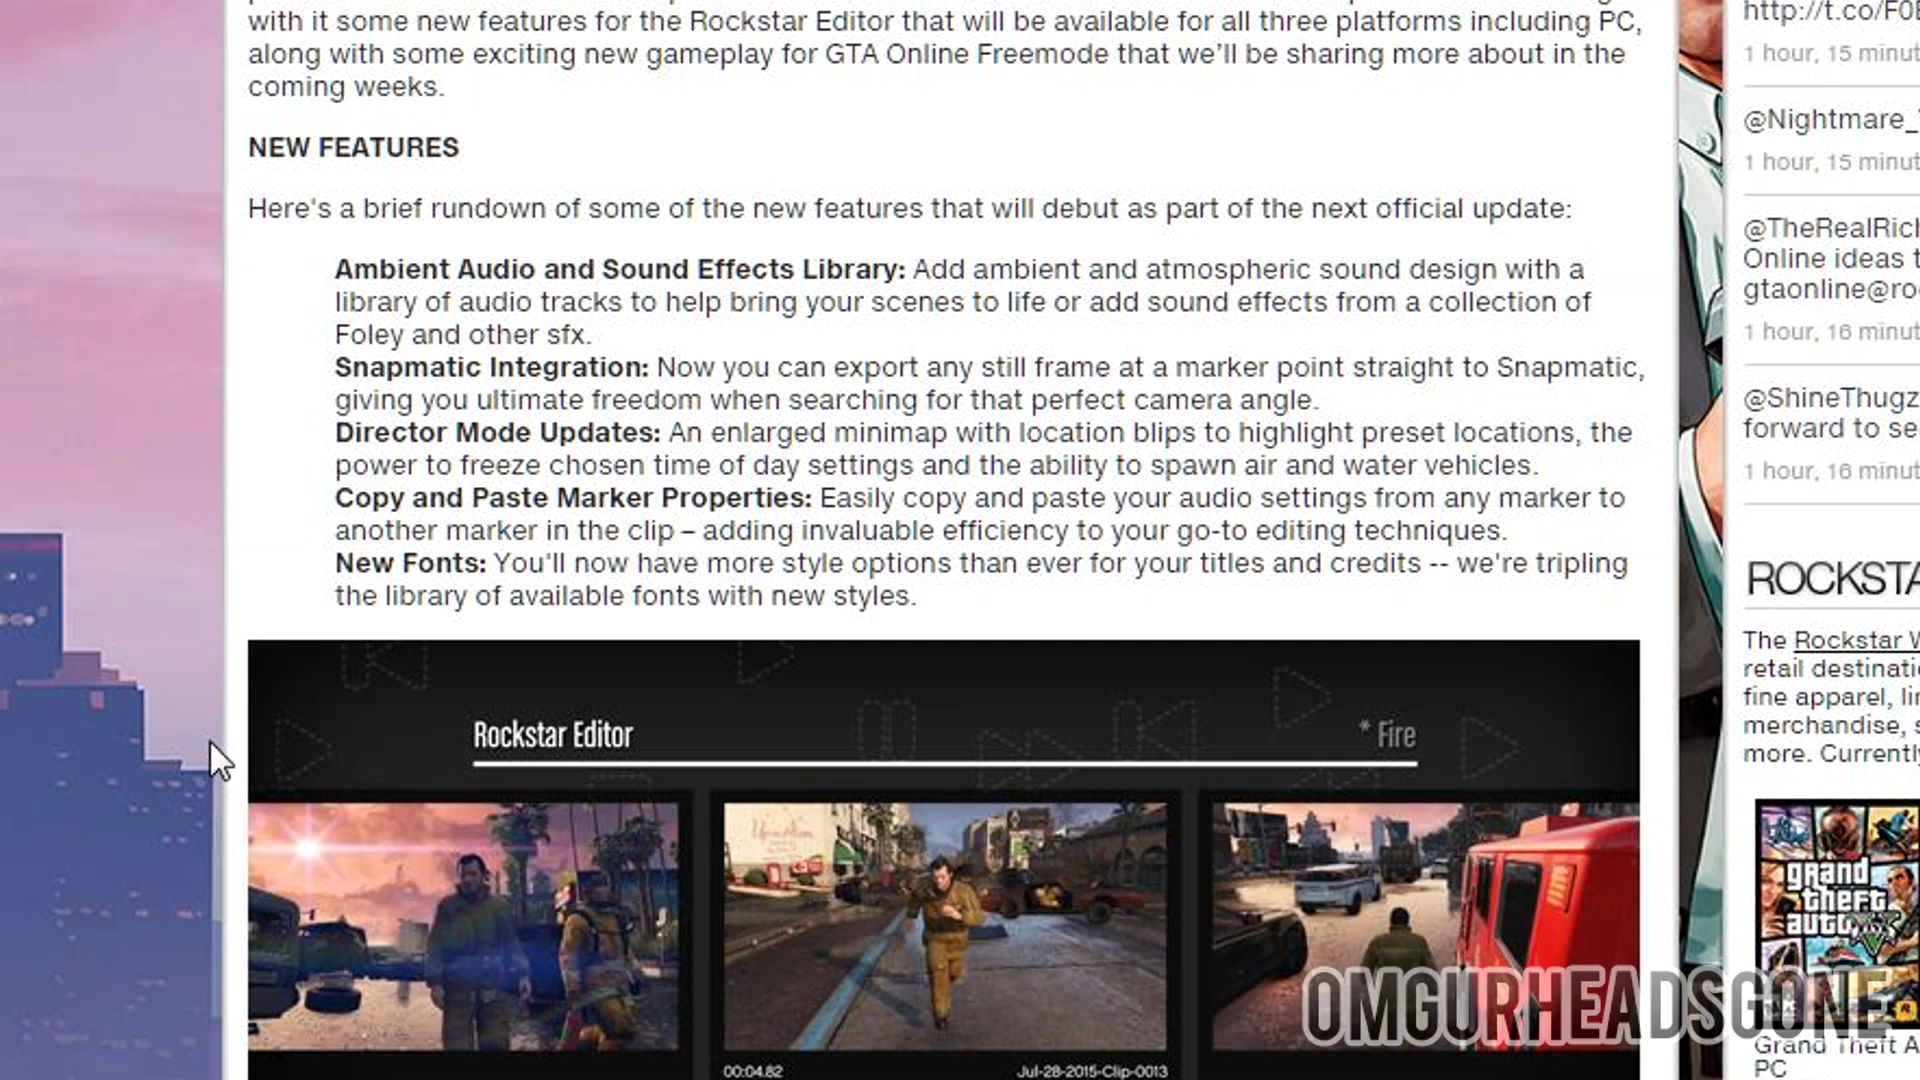 with it some new features for the Rockstar Editor that will be available for all three platforms including PC,
along with some exciting new gameplay for GTA Online Freemode that we'll be sharing more about in the
coming weeks.
NEW FEATURES
Here's a brief rundown of some of the new features that will debut as part of the next official update:
Ambient Audio and Sound Effects Library: Add ambient and atmospheric sound design with a
library of audio tracks to help bring your scenes to life or add sound effects from a collection of
Foley and other sfx.
Snapmatic Integration: Now you can export any still frame at a marker point straight to Snapmatic,
giving you ultimate freedom when searching for that perfect camera angle.
Director Mode Updates: An enlarged minimap with location blips to highlight preset locations, the
power to freeze chosen time of day settings and the ability to spawn air and water vehicles.
Copy and Paste Marker Properties: Easily copy and paste your audio settings from any marker to
another marker in the clip – adding invaluable efficiency to your go-to editing techniques.
New Fonts: You'll now have more style options than ever for your titles and credits -- we're tripling
the library of available fonts with new styles.
Rockstar Editor
* Fire
00:04.82
Jul-28-2015-Clip-0013
http://t.co/F0
1 hour, 15 minut
@Nightmare_
1 hour, 15 minut
@TheRealRich
Online ideas t
gtaonline@ro
1 hour, 16 minut
@ShineThugz
forward to se
1 hour, 16 minut
ROCKSTA
The Rockstar W
retail destinati
fine apparel, li
merchandise, s
more. Currently
grand
theft
auto V
OMGURHEADSGONE
Grand Theft A
PC